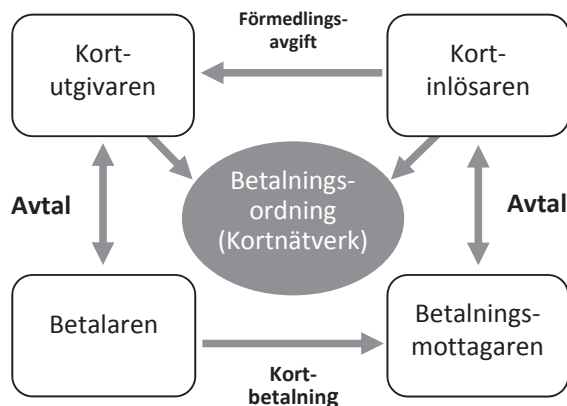 Förmedlings-
avgift
Kort-
utgivaren
Kort-
inlösaren
Betalnings-
ordning
(Kortnätverk)
Avtal
Avtal
Betalaren
Betalnings-
mottagaren
Kort-
betalning